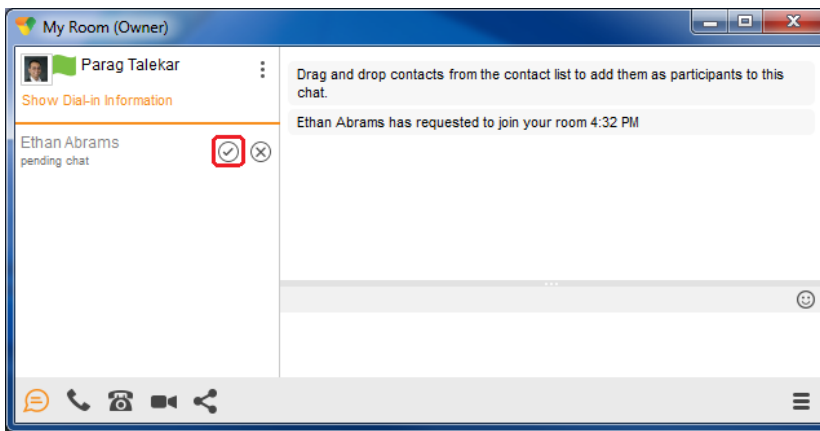 My Room (Owner)
Parag Talekar
Show Dial-in Information
Ethan Abrams
pending chat
Drag and drop contacts from the contact list to add them as participants to this
chat.
Ethan Abrams has requested to join your room 4:32 PM